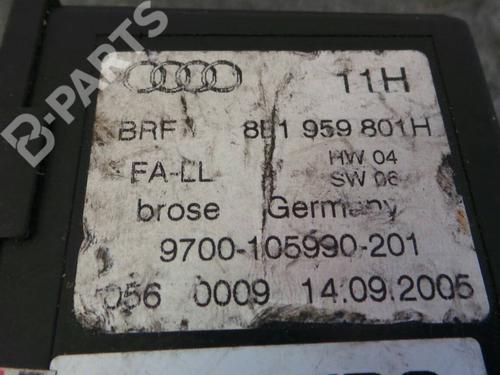 B-PARTS
11H
BRF 8E1 959 801H
HW 04
FA-LL
SW 06
brose Germany
9700-105990-201
056 0009 14.09.2005